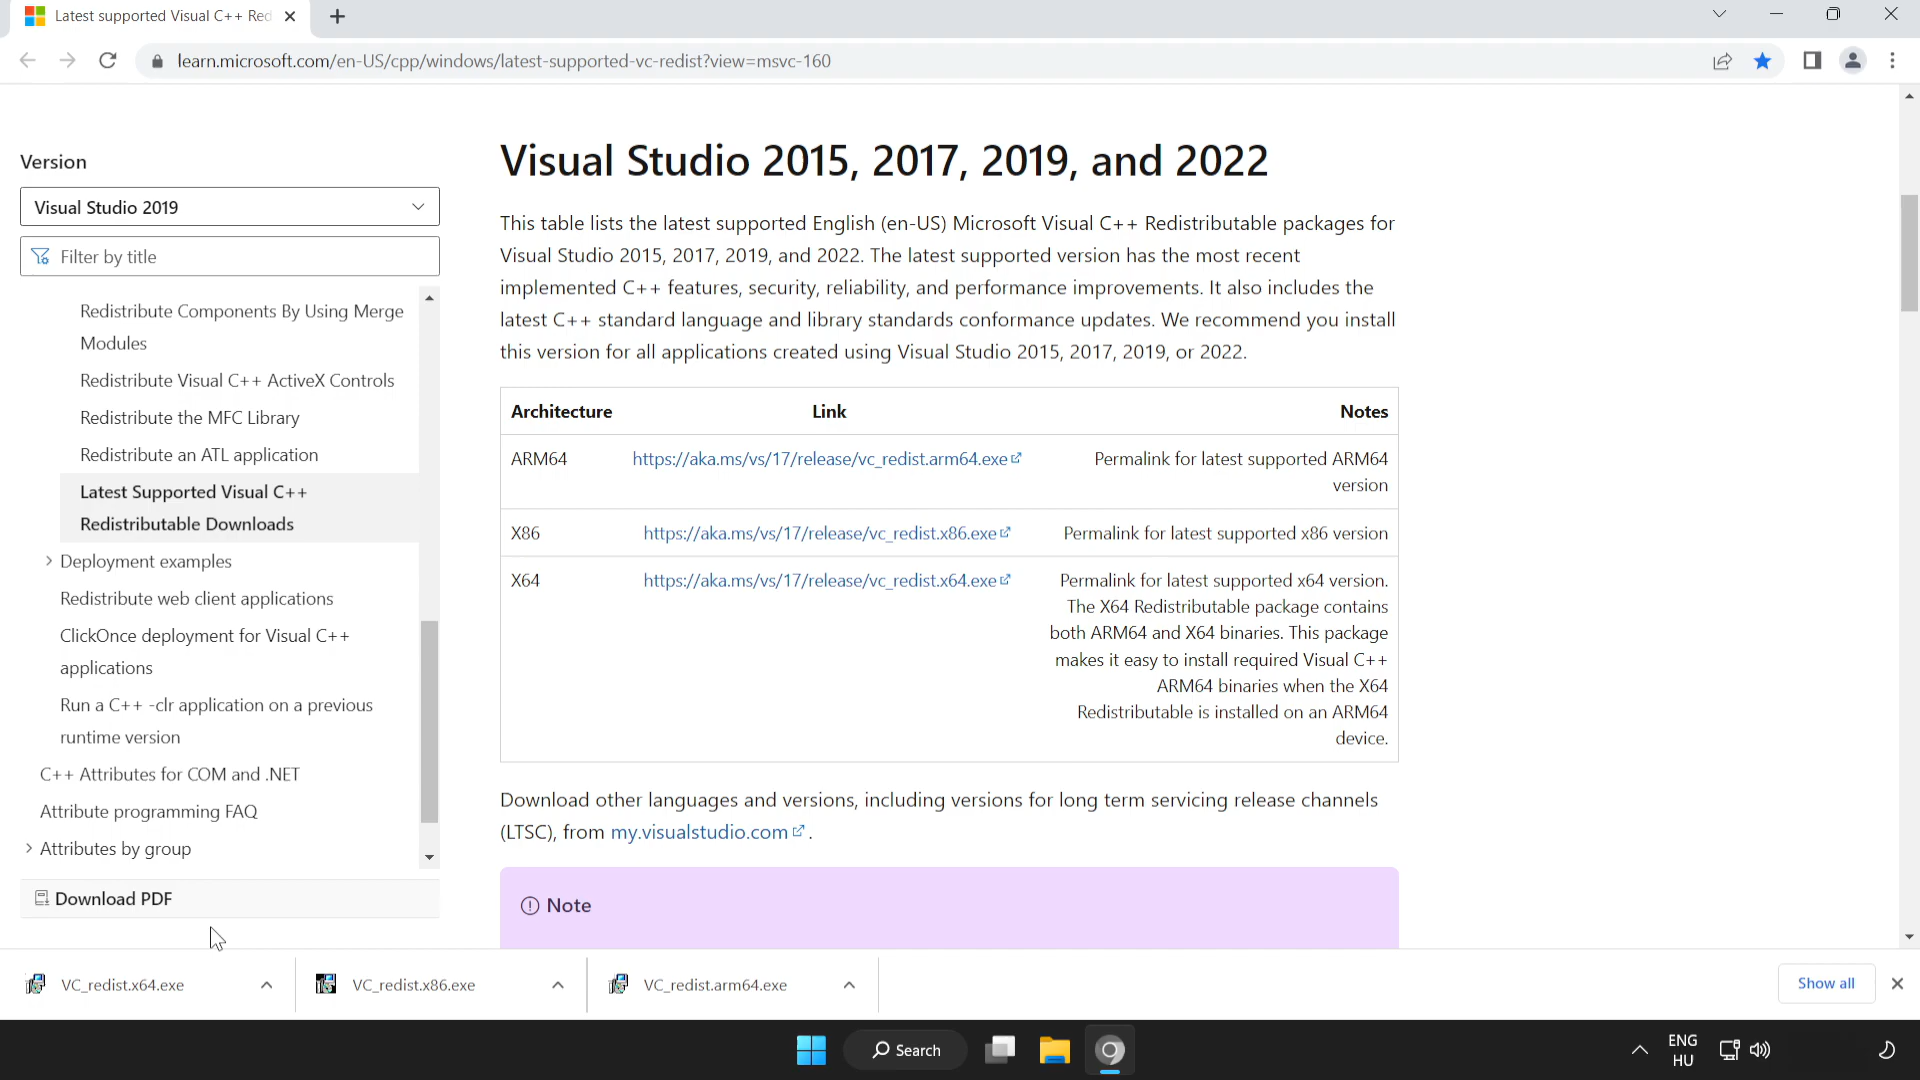 Latest supported Visual C++ Red
learn.microsoft.com/en-US/cpp/windows/latest-supported-vc-redist?view=msvc-160
Version
Visual Studio 2019
Filter by title
Redistribute Components By Using Merge
Modules
Redistribute Visual C++ ActiveX Controls
Redistribute the MFC Library
Redistribute an ATL application
Latest Supported Visual C++
Redistributable Downloads
Deployment examples
Redistribute web client applications
ClickOnce deployment for Visual C++
applications
Run a C++ -clr application on a previous
runtime version
C++ Attributes for COM and .NET
Attribute programming FAQ
Attributes by group
Download PDF
Visual Studio 2015, 2017, 2019, and 2022
This table lists the latest supported English (en-US) Microsoft Visual C++ Redistributable packages for
Visual Studio 2015, 2017, 2019, and 2022. The latest supported version has the most recent
implemented C++ features, security, reliability, and performance improvements. It also includes the
latest C++ standard language and library standards conformance updates. We recommend you install
this version for all applications created using Visual Studio 2015, 2017, 2019, or 2022.
Architecture Link Notes
ARM64 https://aka.ms/vs/17/release/vc_redist.arm64.exe Permalink for latest supported ARM64
version
X86 https://aka.ms/vs/17/release/vc_redist.x86.exe Permalink for latest supported x86 version
X64 https://aka.ms/vs/17/release/vc_redist.x64.exe Permalink for latest supported x64 version.
The X64 Redistributable package contains
both ARM64 and X64 binaries. This package
makes it easy to install required Visual C++
ARM64 binaries when the X64
Redistributable is installed on an ARM64
device.
Download other languages and versions, including versions for long term servicing release channels
(LTSC), from my.visualstudio.com .
Note
VC_redist.x64.exe
VC_redist.x86.exe
VC_redist.arm64.exe
Show all
Search
ENG
HU